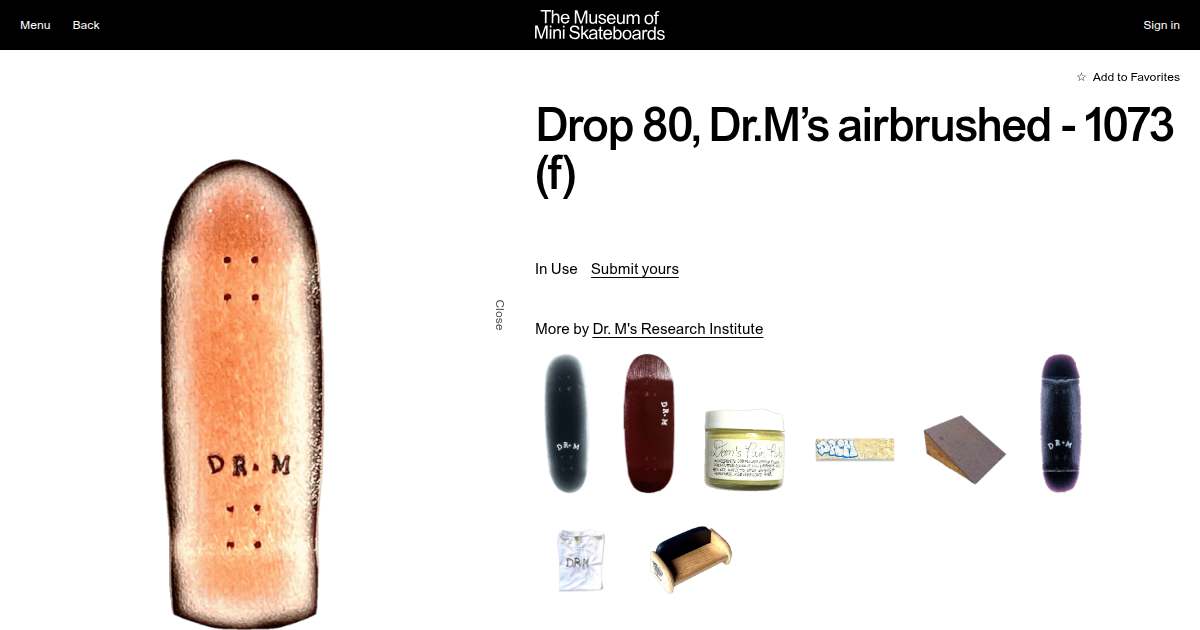 Menu
Back
The Museum of
Mini Skateboards
Sign in
☆ Add to Favorites
Drop 80, Dr.M’s airbrushed - 1073
(f)
DR. M
Close
In Use
Submit yours
More by Dr. M's Research Institute
DR.M
DR.M
DR.M
DRM